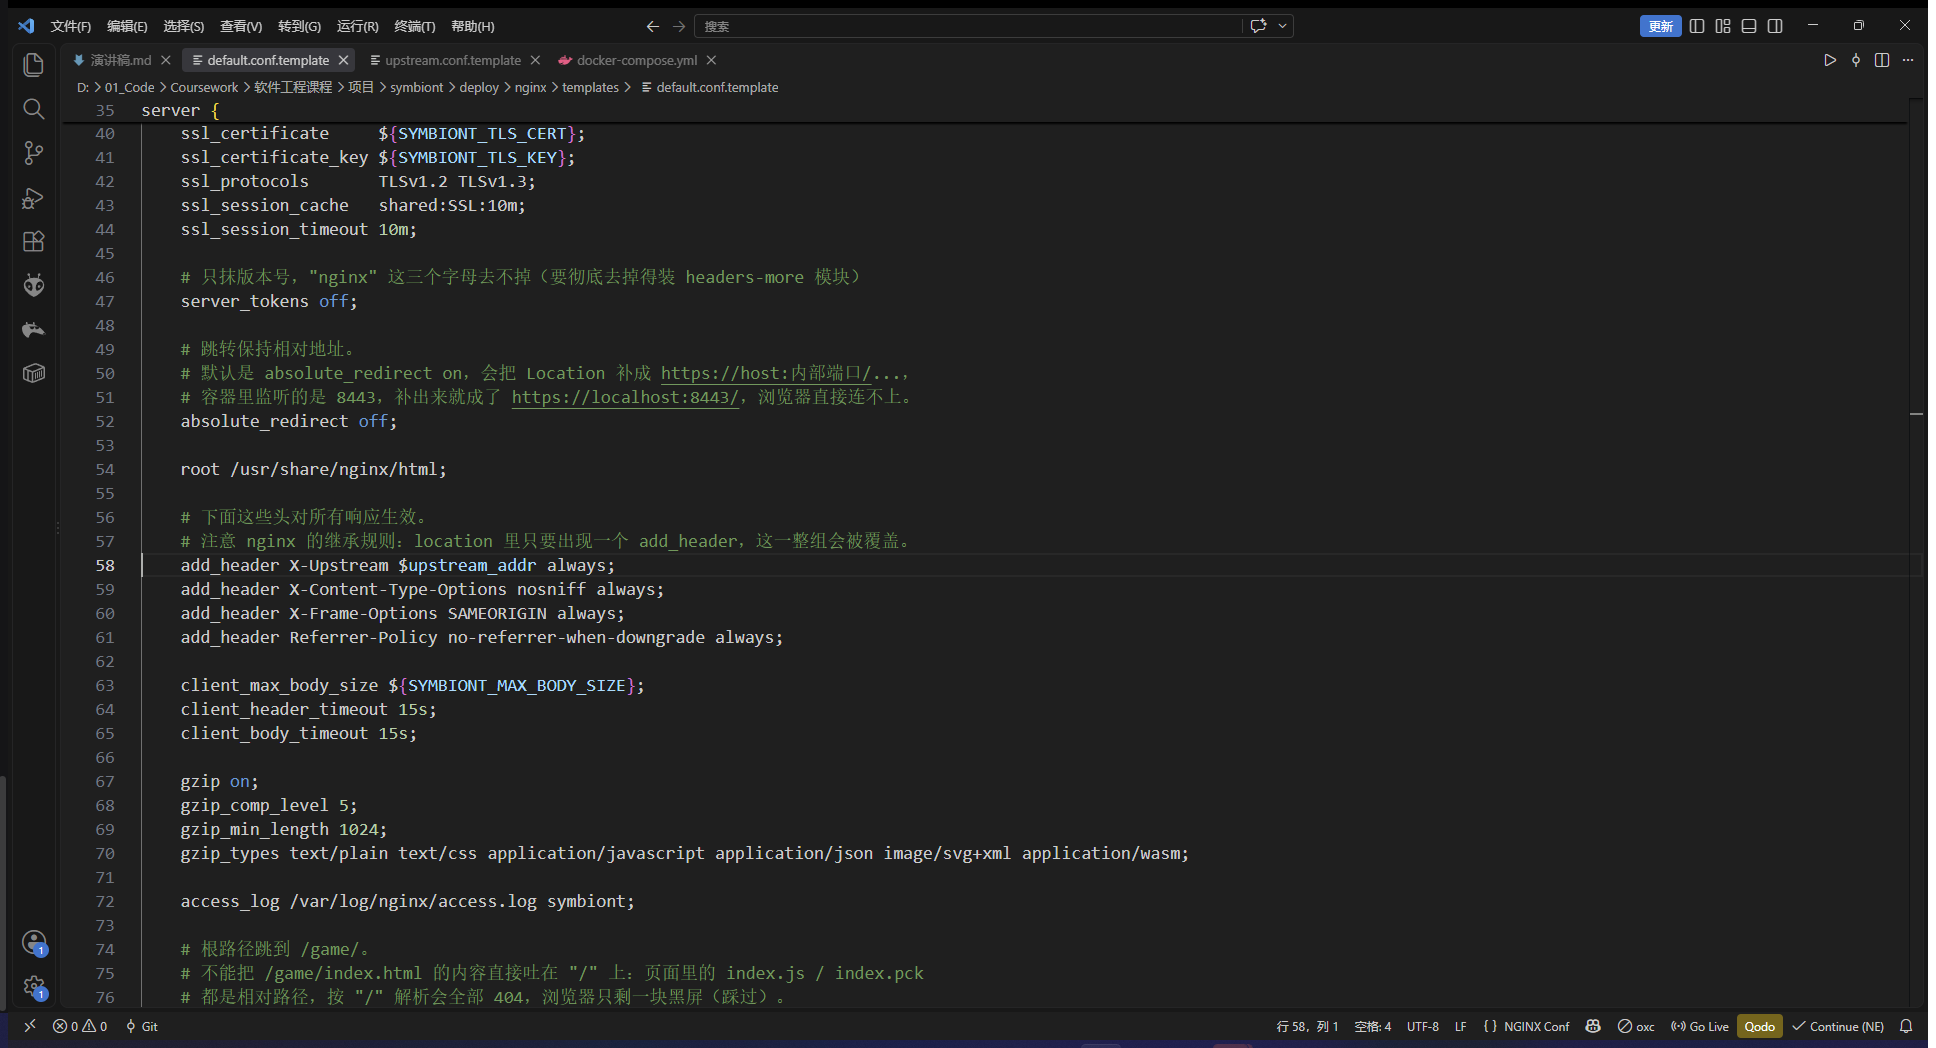 文件(F) 编辑(E) 选择(S) 查看(V) 转到(G) 运行(R) 终端(T) 帮助(H) 搜索 更新
演讲稿.md default.conf.template upstream.conf.template docker-compose.yml
D: > 01_Code > Coursework > 软件工程课程 > 项目 > symbiont > deploy > nginx > templates > default.conf.template
35 server {
40 ssl_certificate     ${SYMBIONT_TLS_CERT};
41 ssl_certificate_key ${SYMBIONT_TLS_KEY};
42 ssl_protocols       TLSv1.2 TLSv1.3;
43 ssl_session_cache   shared:SSL:10m;
44 ssl_session_timeout 10m;
45
46 # 只抹版本号，"nginx" 这三个字母去不掉（要彻底去掉得装 headers-more 模块）
47 server_tokens off;
48
49 # 跳转保持相对地址。
50 # 默认是 absolute_redirect on，会把 Location 补成 https://host:内部端口/...，
51 # 容器里监听的是 8443，补出来就成了 https://localhost:8443/，浏览器直接连不上。
52 absolute_redirect off;
53
54 root /usr/share/nginx/html;
55
56 # 下面这些头对所有响应生效。
57 # 注意 nginx 的继承规则：location 里只要出现一个 add_header，这一整组会被覆盖。
58 add_header X-Upstream $upstream_addr always;
59 add_header X-Content-Type-Options nosniff always;
60 add_header X-Frame-Options SAMEORIGIN always;
61 add_header Referrer-Policy no-referrer-when-downgrade always;
62
63 client_max_body_size ${SYMBIONT_MAX_BODY_SIZE};
64 client_header_timeout 15s;
65 client_body_timeout 15s;
66
67 gzip on;
68 gzip_comp_level 5;
69 gzip_min_length 1024;
70 gzip_types text/plain text/css application/javascript application/json image/svg+xml application/wasm;
71
72 access_log /var/log/nginx/access.log symbiont;
73
74 # 根路径跳到 /game/。
75 # 不能把 /game/index.html 的内容直接吐在 "/" 上：页面里的 index.js / index.pck
76 # 都是相对路径，按 "/" 解析会全部 404，浏览器只剩一块黑屏（踩过）。
1
1
0 0 Git 行 58，列 1 空格: 4 UTF-8 LF { } NGINX Conf oxc Go Live Qodo Continue (NE)